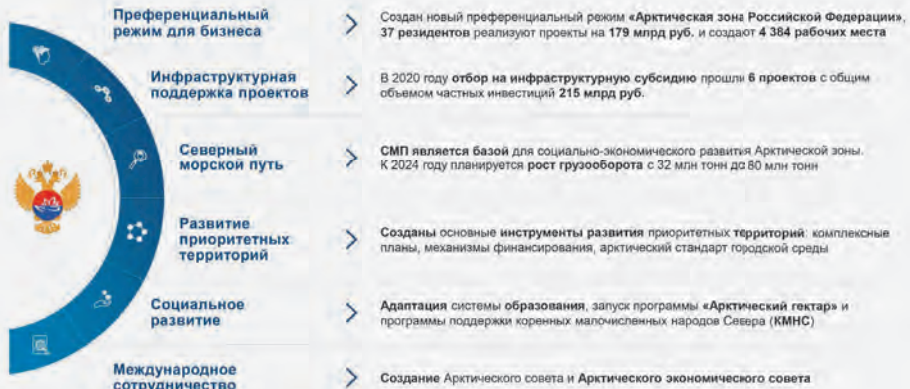 Преференциальный
режим для бизнеса
Создан новый преференциальный режим «Арктическая зона Российской Федерации»,
37 резидентов реализуют проекты на 179 млрд руб. и создают 4 384 рабочих места
Инфраструктурная
поддержка проектов
В 2020 году отбор на инфраструктурную субсидию прошли 6 проектов с общим
объемом частных инвестиций 215 млрд руб.
Северный
морской путь
СМП является базой для социально-экономического развития Арктической зоны.
К 2024 году планируется рост грузооборота с 32 млн тонн до 80 млн тонн
Развитие
приоритетных
территорий
Созданы основные инструменты развития приоритетных территорий: комплексные
планы, механизмы финансирования, арктический стандарт городской среды
Социальное
развитие
Адаптация системы образования, запуск программы «Арктический гектар» и
программы поддержки коренных малочисленных народов Севера (КМНС)
Международное
сотрудничество
Создание Арктического совета и Арктического экономического совета